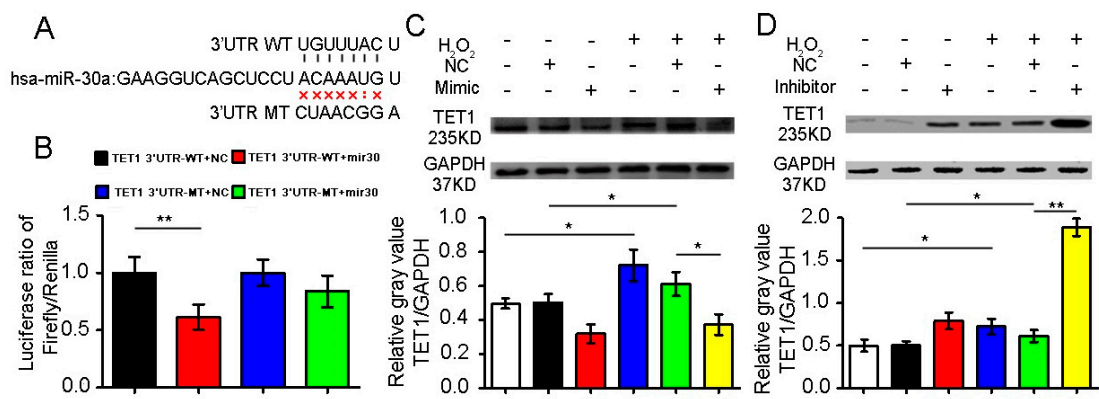 A
3'UTR WT UGUUUAC U
hsa-miR-30a:GAAGGUCAGCUCCU ACAAAUG U
×××××:×
3'UTR MT CUAACGG A
B
TET1 3'UTR-WT+NC TET1 3'UTR-WT+mir30
TET1 3'UTR-MT+NC TET1 3'UTR-MT+mir30
Luciferase ratio of
Firefly/Renilla
1.5
1.0
0.5
0.0
**
C
H2O2 - - - + + +
NC - + - - + -
Mimic - - + - - +
TET1
235KD
GAPDH
37KD
Relative gray value
TET1/GAPDH
1.0
0.8
0.6
0.4
0.2
0.0
*
*
*
D
H2O2 - - - + + +
NC - + - - + -
Inhibitor - - + - - +
TET1
235KD
GAPDH
37KD
Relative gray value
TET1/GAPDH
2.0
1.5
1.0
0.5
0.0
*
**
*